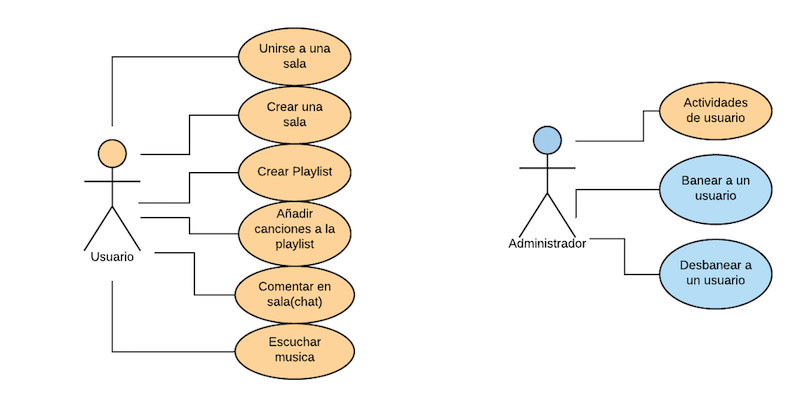 Unirse a una
sala
Crear una
sala
Crear Playlist
Añadir
canciones a la
playlist
Usuario
Comentar en
sala(chat)
Escuchar
musica
Actividades
de usuario
Banear a un
usuario
Administrador
Desbanear a
un usuario